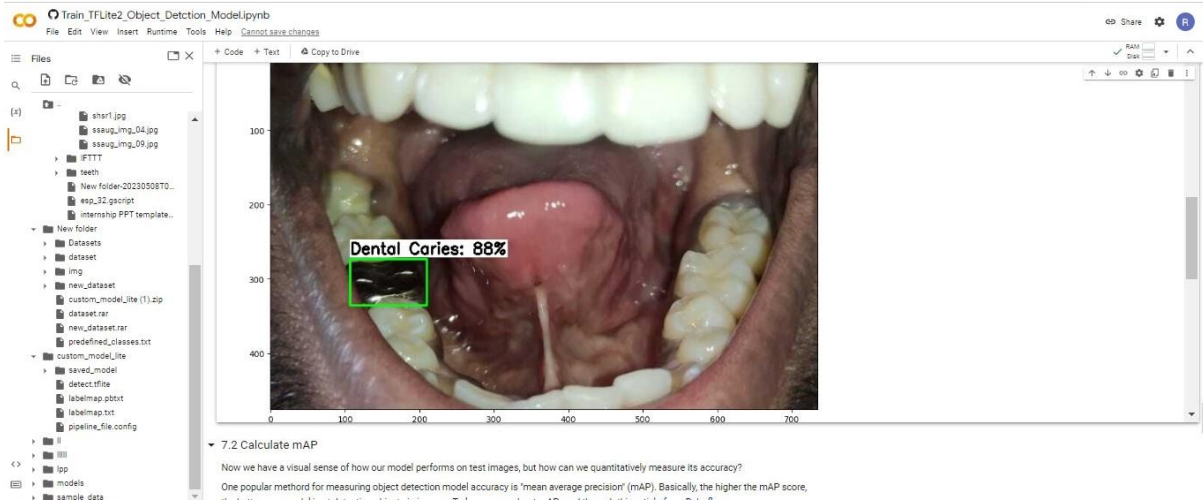 Train_TFLite2_Object_Detction_Model.ipynb
File Edit View Insert Runtime Tools Help Cannot save changes
Share
R
Files
+ Code + Text Copy to Drive
RAM
Disk
{x}
..
shsr1.jpg
ssaug_img_04.jpg
ssaug_img_09.jpg
IFTTT
teeth
New folder-20230508T0...
esp_32.gscript
internship PPT template...
New folder
Datasets
dataset
img
new_dataset
custom_model_lite (1).zip
dataset.rar
new_dataset.rar
predefined_classes.txt
custom_model_lite
saved_model
detect.tflite
labelmap.pbtxt
labelmap.txt
pipeline_file.config
lpp
models
sample_data
100
200
300
400
Dental Caries: 88%
0 100 200 300 400 500 600 700
7.2 Calculate mAP
Now we have a visual sense of how our model performs on test images, but how can we quantitatively measure its accuracy?
One popular methord for measuring object detection model accuracy is "mean average precision" (mAP). Basically, the higher the mAP score,